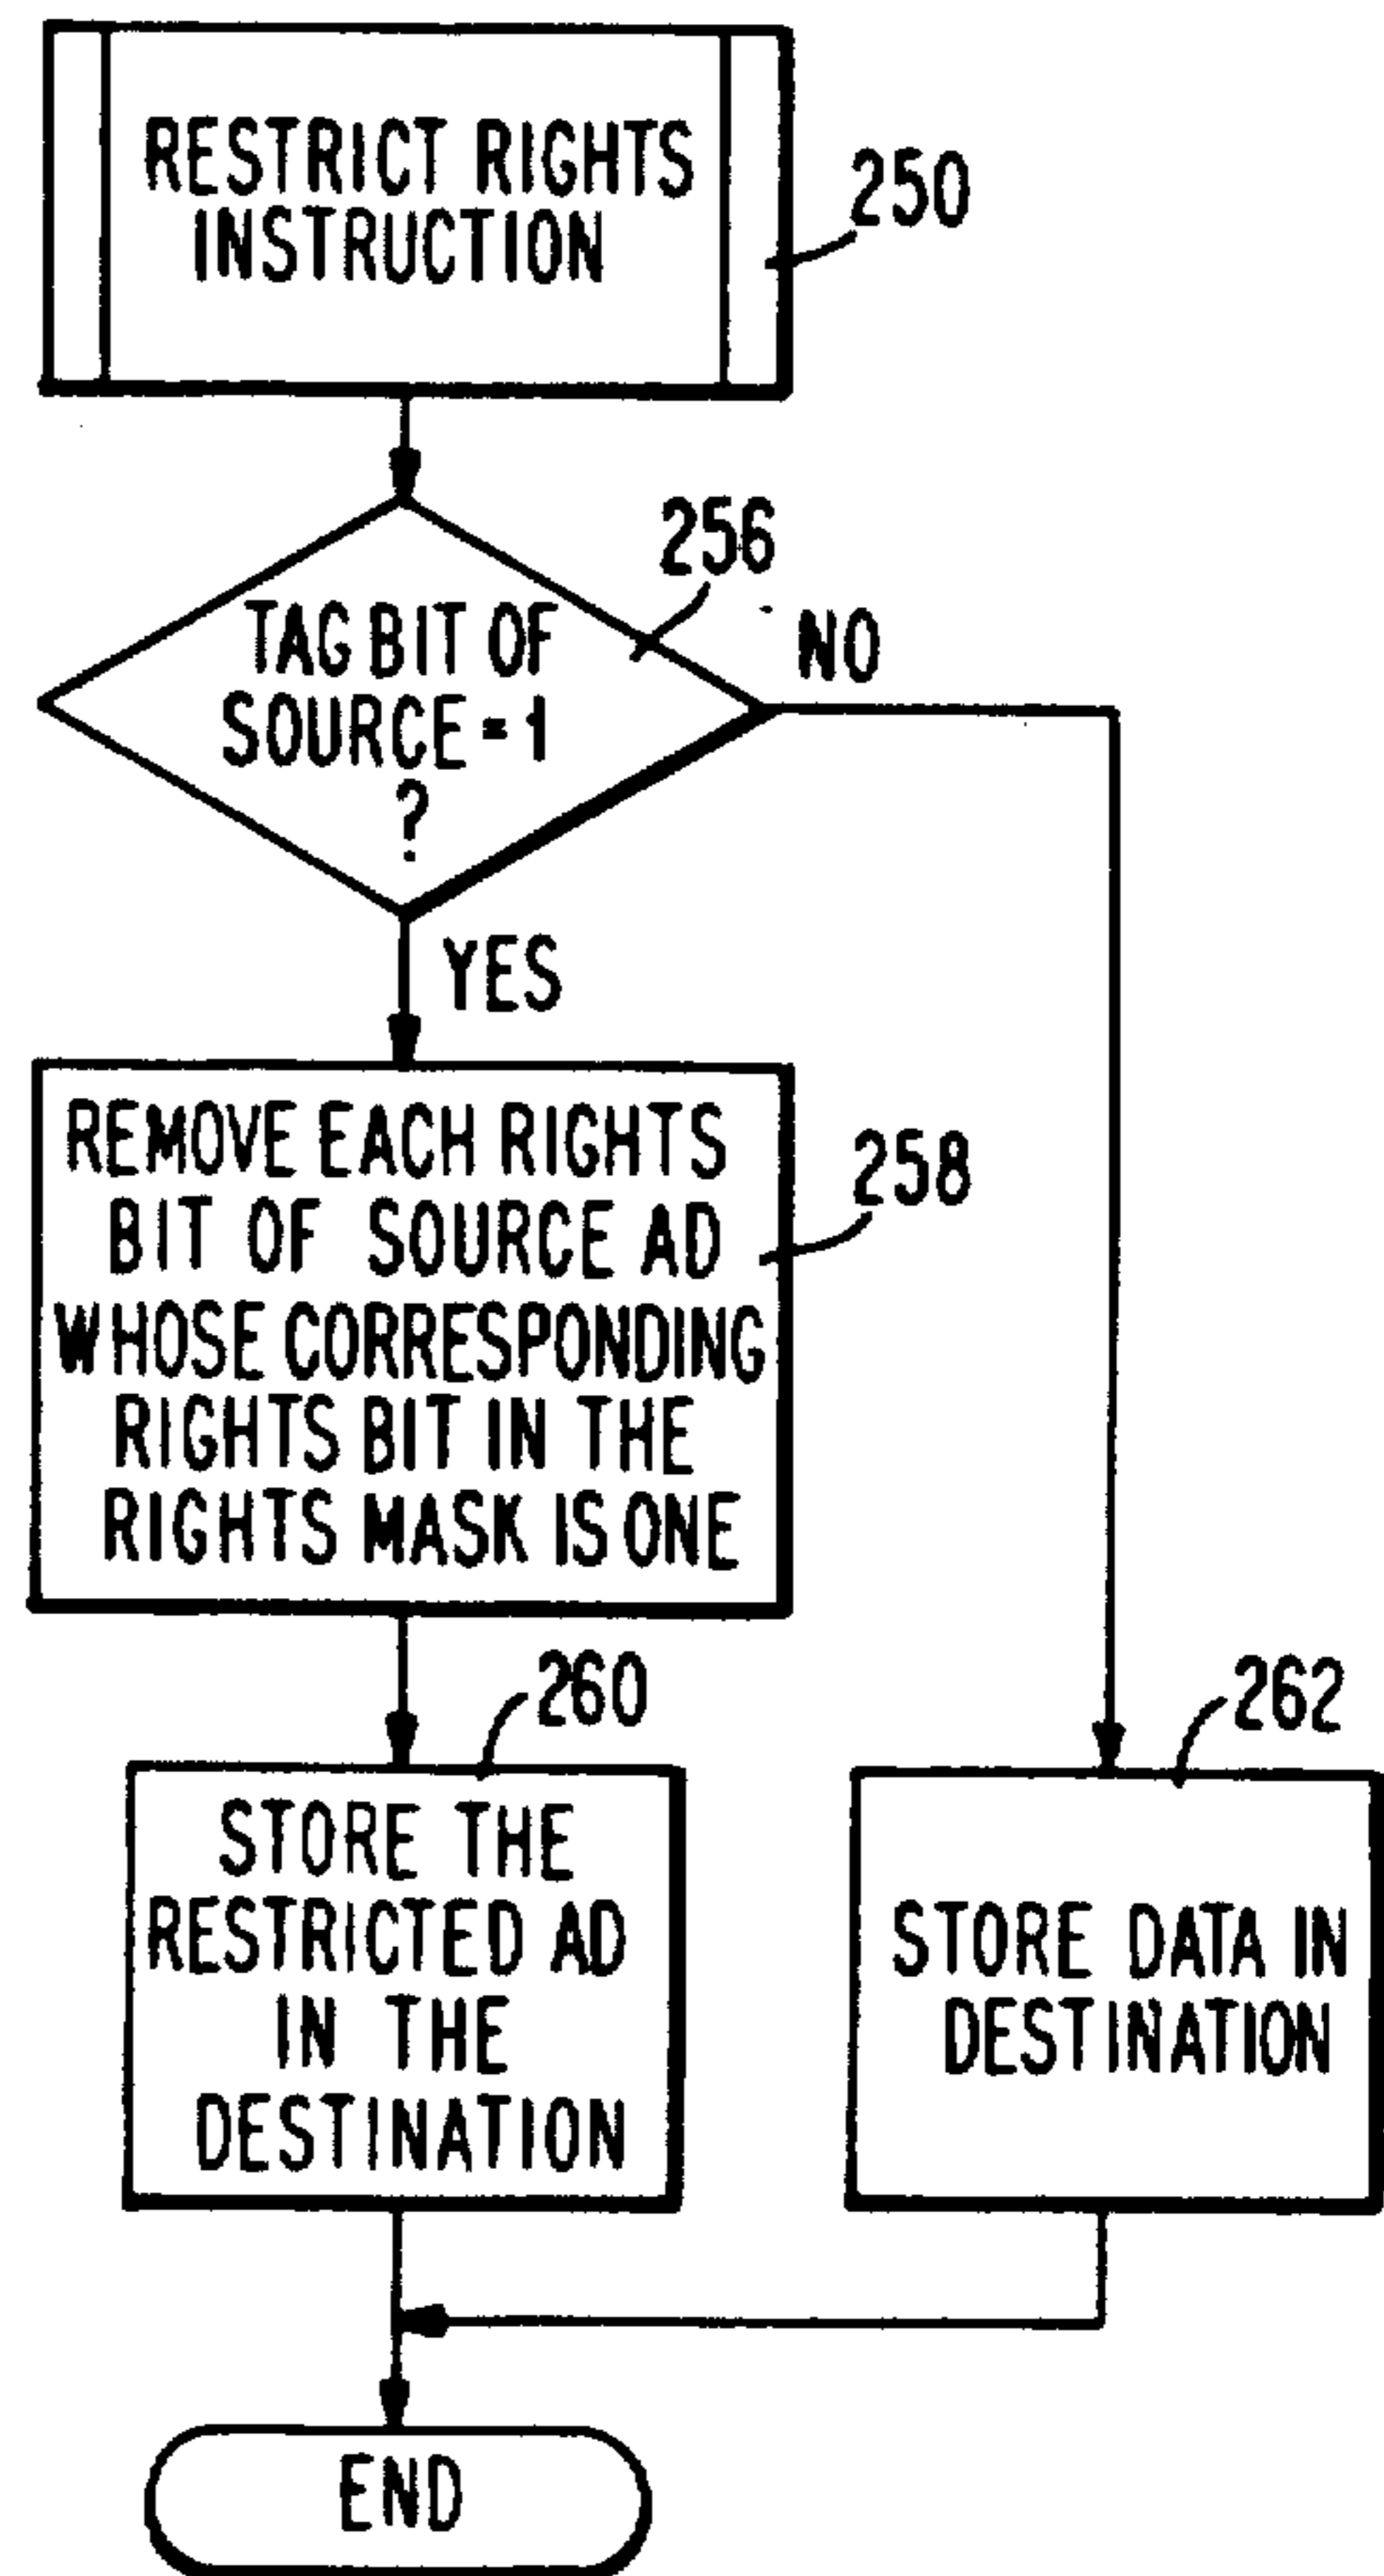 RESTRICT RIGHTS
INSTRUCTION
250
256
TAG BIT OF
SOURCE = 1
?
NO
YES
REMOVE EACH RIGHTS
BIT OF SOURCE AD
WHOSE CORRESPONDING
RIGHTS BIT IN THE
RIGHTS MASK IS ONE
258
260
STORE THE
RESTRICTED AD
IN THE
DESTINATION
262
STORE DATA IN
DESTINATION
END